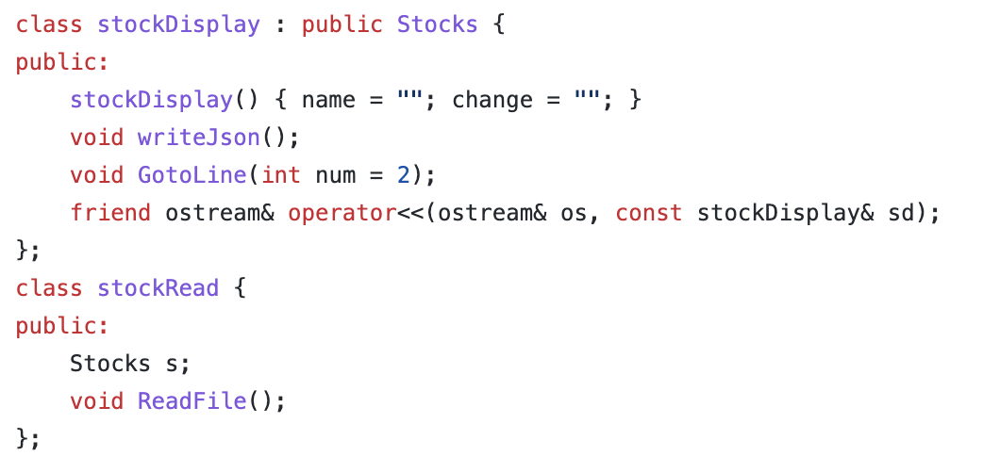 class stockDisplay : public Stocks {
public:
    stockDisplay() { name = ""; change = ""; }
    void writeJson();
    void GotoLine(int num = 2);
    friend ostream& operator<<(ostream& os, const stockDisplay& sd);
};
class stockRead {
public:
    Stocks s;
    void ReadFile();
};